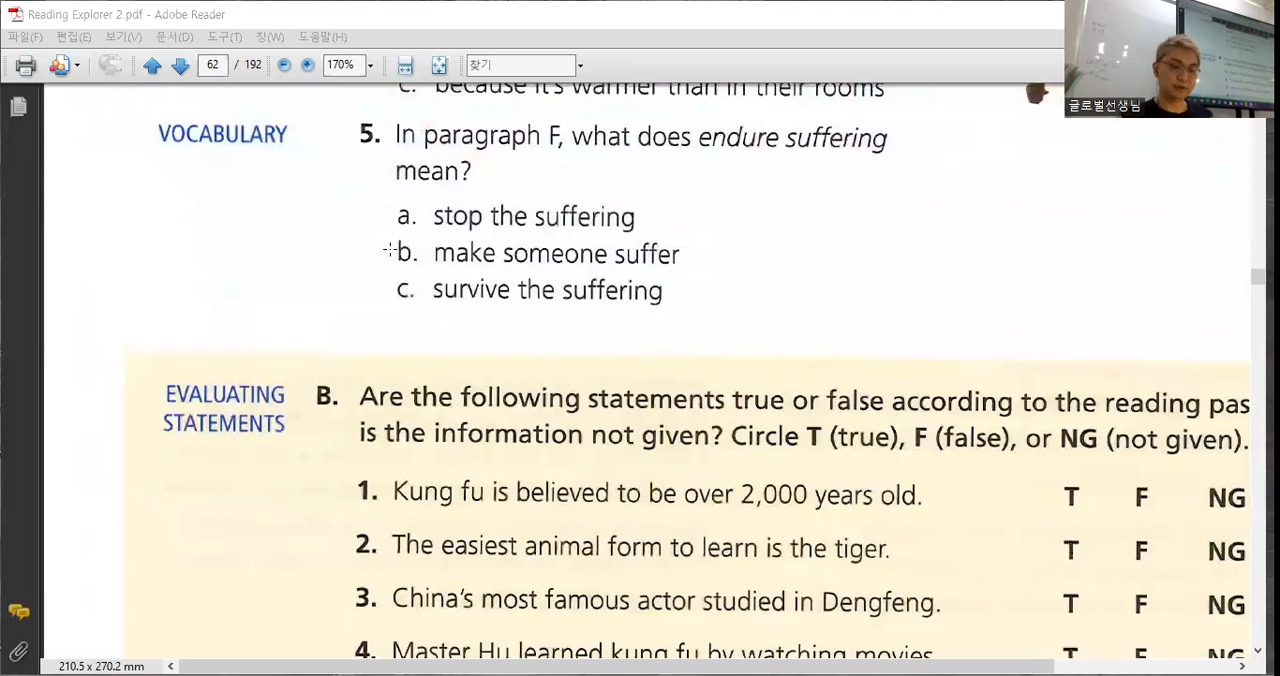 Reading Explorer 2.pdf - Adobe Reader
파일(F) 편집(E) 보기(V) 문서(D) 도구(T) 창(W) 도움말(H)
62 / 192 170% 찾기
글로벌선생님
c. because it's warmer than in their rooms
VOCABULARY 5. In paragraph F, what does endure suffering
mean?
a. stop the suffering
b. make someone suffer
c. survive the suffering
EVALUATING STATEMENTS
B. Are the following statements true or false according to the reading pas
is the information not given? Circle T (true), F (false), or NG (not given).
1. Kung fu is believed to be over 2,000 years old. T F NG
2. The easiest animal form to learn is the tiger. T F NG
3. China's most famous actor studied in Dengfeng. T F NG
4. Master Hu learned kung fu by watching movies. T F NG
210.5 x 270.2 mm